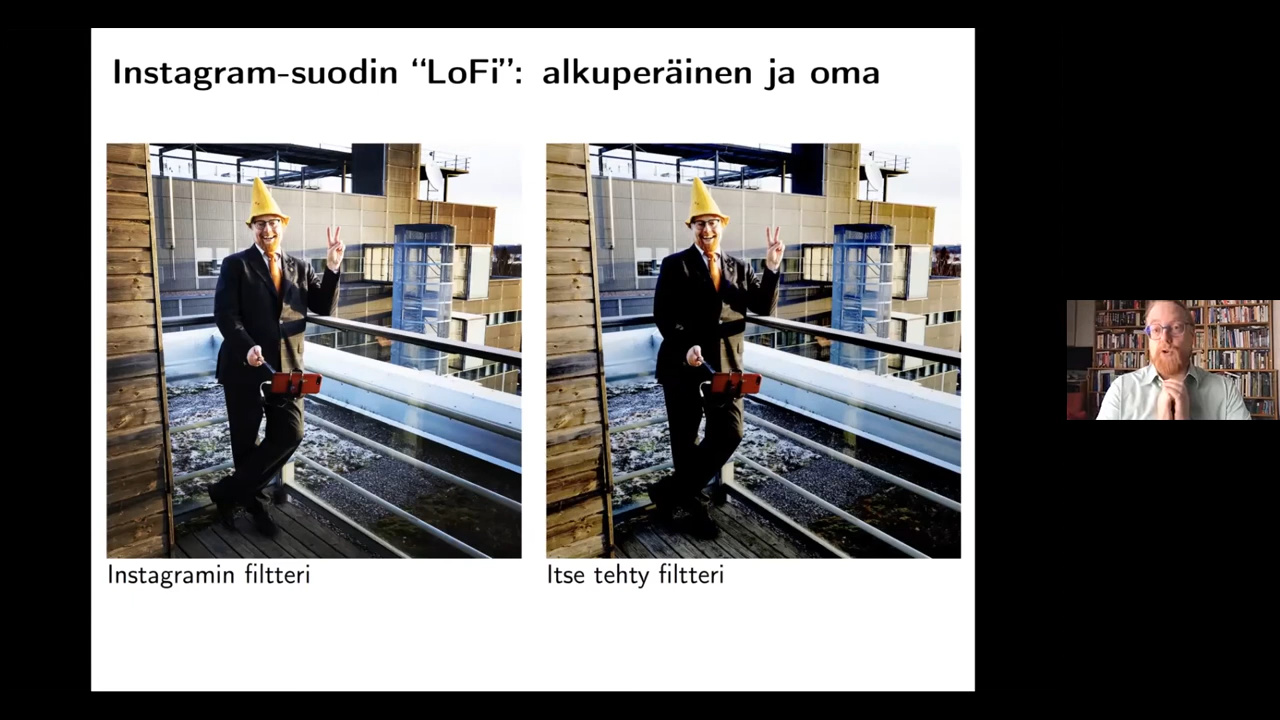 Instagram-suodin “LoFi”: alkuperäinen ja oma
Instagramin filtteri
Itse tehty filtteri